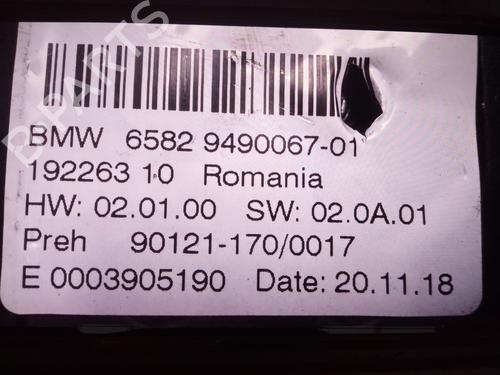 B-PARTS
BMW 6582 9490067-01
192263 10 Romania
HW: 02.01.00 SW: 02.0A.01
Preh 90121-170/0017
E 0003905190 Date: 20.11.18